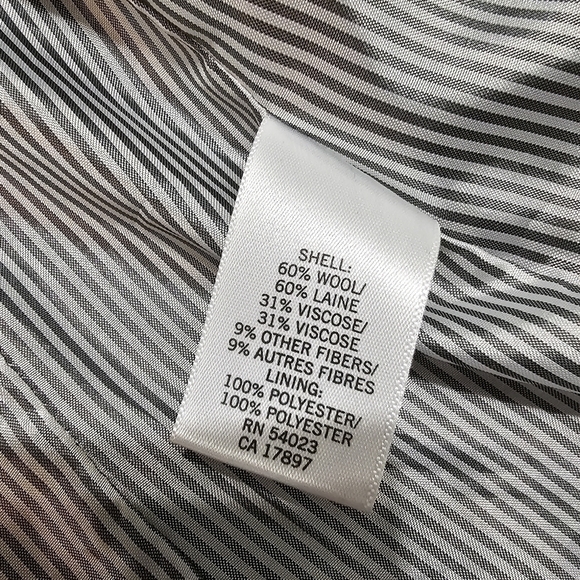 SHELL:
60% WOOL/
60% LAINE
31% VISCOSE/
31% VISCOSE
9% OTHER FIBERS/
9% AUTRES FIBRES
LINING:
100% POLYESTER/
100% POLYESTER
RN 54023
CA 17897